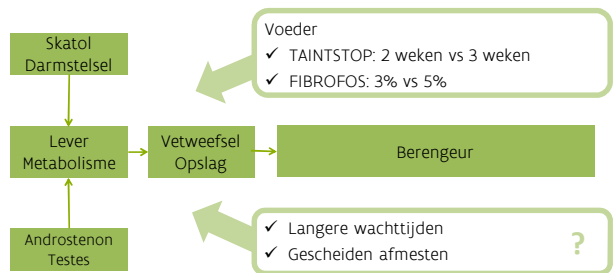 Skatol
Darmstelsel
Voeder
✓ TAINTSTOP: 2 weken vs 3 weken
✓ FIBROFOS: 3% vs 5%
Lever
Metabolisme
Vetweefsel
Opslag
Berengeur
Androstenon
Testes
✓ Langere wachttijden
✓ Gescheiden afmesten
?